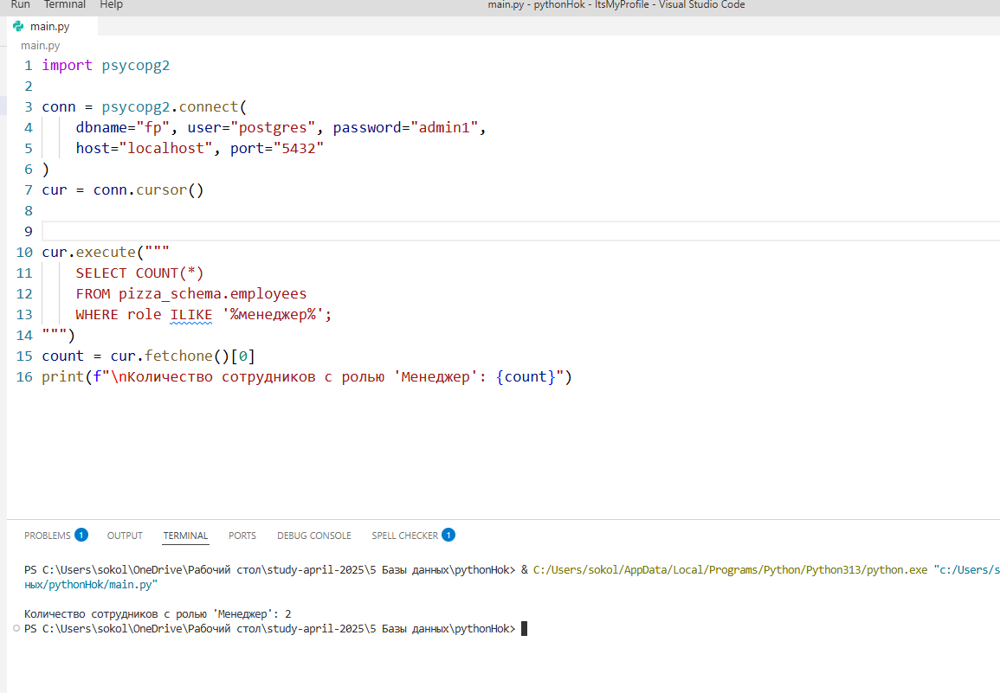 Run Terminal Help main.py - pythonHok - ItsMyProfile - Visual Studio Code
main.py
main.py
1 import psycopg2
2
3 conn = psycopg2.connect(
4 dbname="fp", user="postgres", password="admin1",
5 host="localhost", port="5432"
6 )
7 cur = conn.cursor()
8
9
10 cur.execute("""
11 SELECT COUNT(*)
12 FROM pizza_schema.employees
13 WHERE role ILIKE '%менеджер%';
14 """)
15 count = cur.fetchone()[0]
16 print(f"\nКоличество сотрудников с ролью 'Менеджер': {count}")
PROBLEMS 1 OUTPUT TERMINAL PORTS DEBUG CONSOLE SPELL CHECKER 1
PS C:\Users\sokol\OneDrive\Рабочий стол\study-april-2025\5 Базы данных\pythonHok> & C:/Users/sokol/AppData/Local/Programs/Python/Python313/python.exe "c:/Users/s
ных/pythonHok/main.py"
Количество сотрудников с ролью 'Менеджер': 2
PS C:\Users\sokol\OneDrive\Рабочий стол\study-april-2025\5 Базы данных\pythonHok>